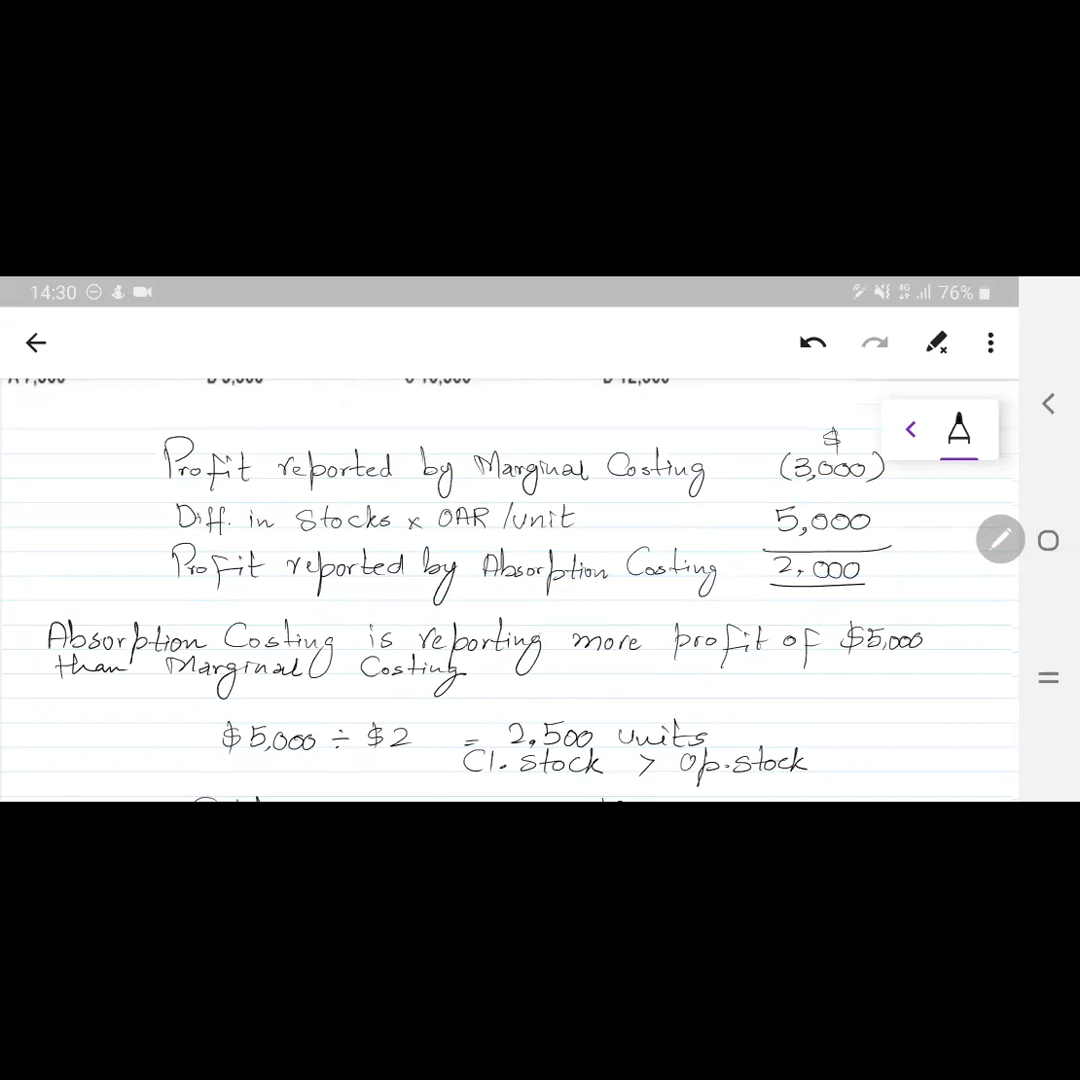 14:30
4G 76%
$
Profit reported by Marginal Costing (3,000)
Diff. in Stocks x OAR/unit 5,000
Profit reported by Absorption Costing 2,000
Absorption Costing is reporting more profit of $5,000
than Marginal Costing
$5,000 ÷ $2 = 2,500 units
Cl. stock > Op. stock